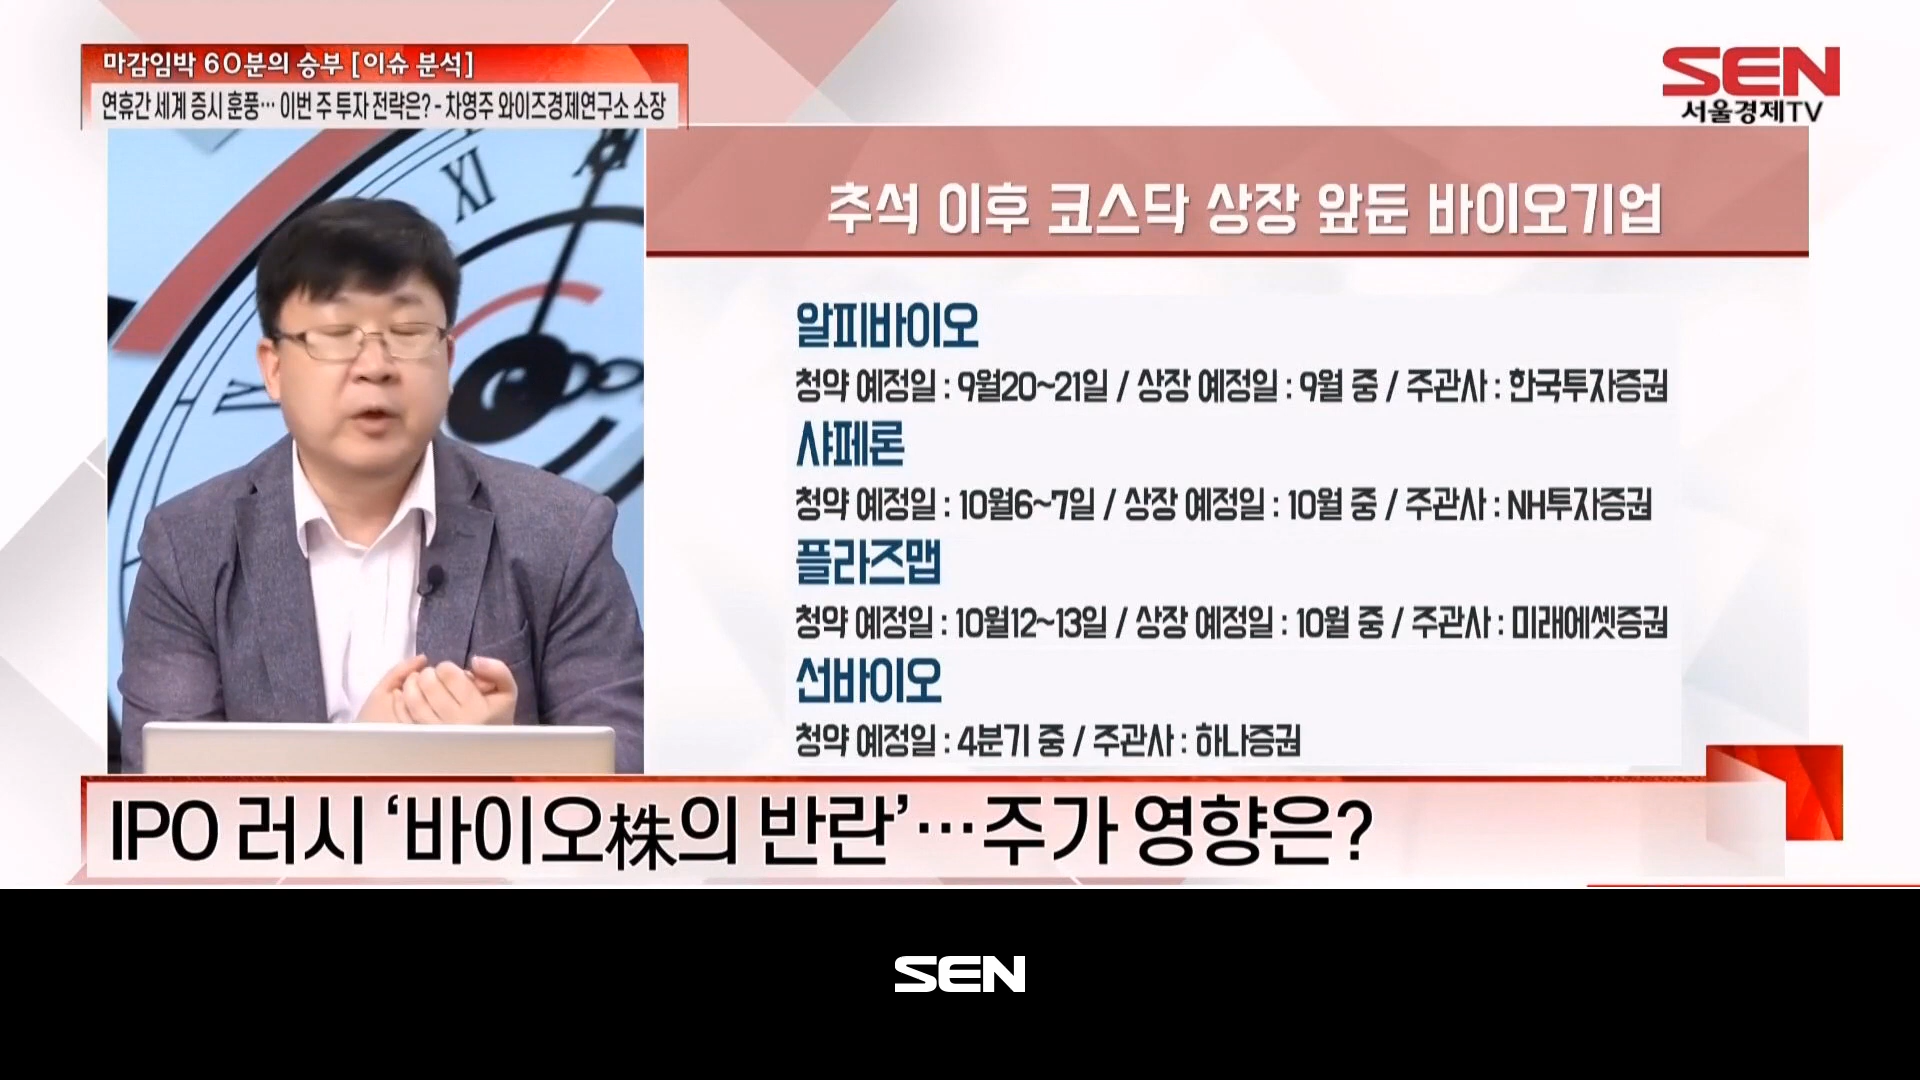 마감임박 60분의 승부 [이슈 분석]
연휴간 세계 증시 훈풍… 이번 주 투자 전략은? - 차영주 와이즈경제연구소 소장
SEN
서울경제TV
XI
추석 이후 코스닥 상장 앞둔 바이오기업
알피바이오
청약 예정일 : 9월20~21일 / 상장 예정일 : 9월 중 / 주관사 : 한국투자증권
샤페론
청약 예정일 : 10월6~7일 / 상장 예정일 : 10월 중 / 주관사 : NH투자증권
플라즈맵
청약 예정일 : 10월12~13일 / 상장 예정일 : 10월 중 / 주관사 : 미래에셋증권
선바이오
청약 예정일 : 4분기 중 / 주관사 : 하나증권
IPO 러시 ‘바이오株의 반란’…주가 영향은?
SEN